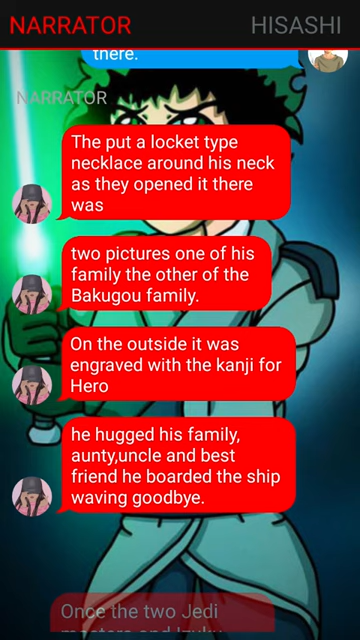 NARRATOR HISASHI
there.
NARRATOR
The put a locket type
necklace around his neck
as they opened it there
was
two pictures one of his
family the other of the
Bakugou family.
On the outside it was
engraved with the kanji for
Hero
he hugged his family,
aunty,uncle and best
friend he boarded the ship
waving goodbye.
Once the two Jedi
masters and Izuku